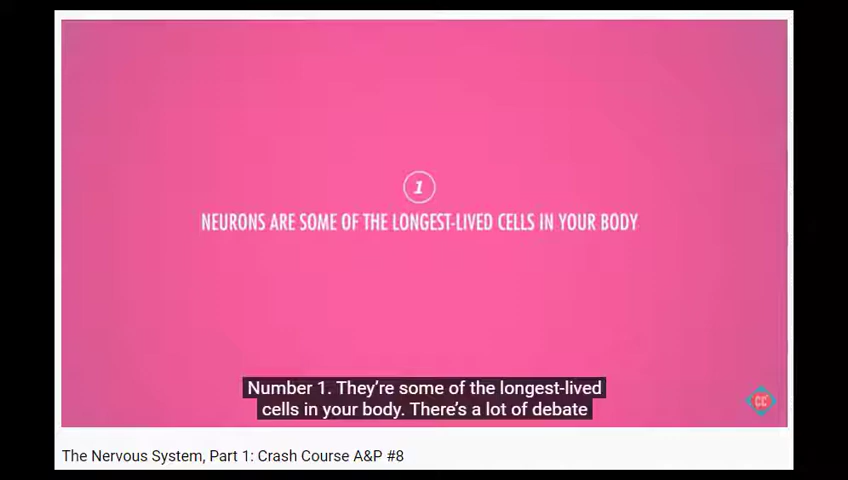 1
NEURONS ARE SOME OF THE LONGEST-LIVED CELLS IN YOUR BODY
Number 1. They're some of the longest-lived
cells in your body. There's a lot of debate
CC
The Nervous System, Part 1: Crash Course A&P #8